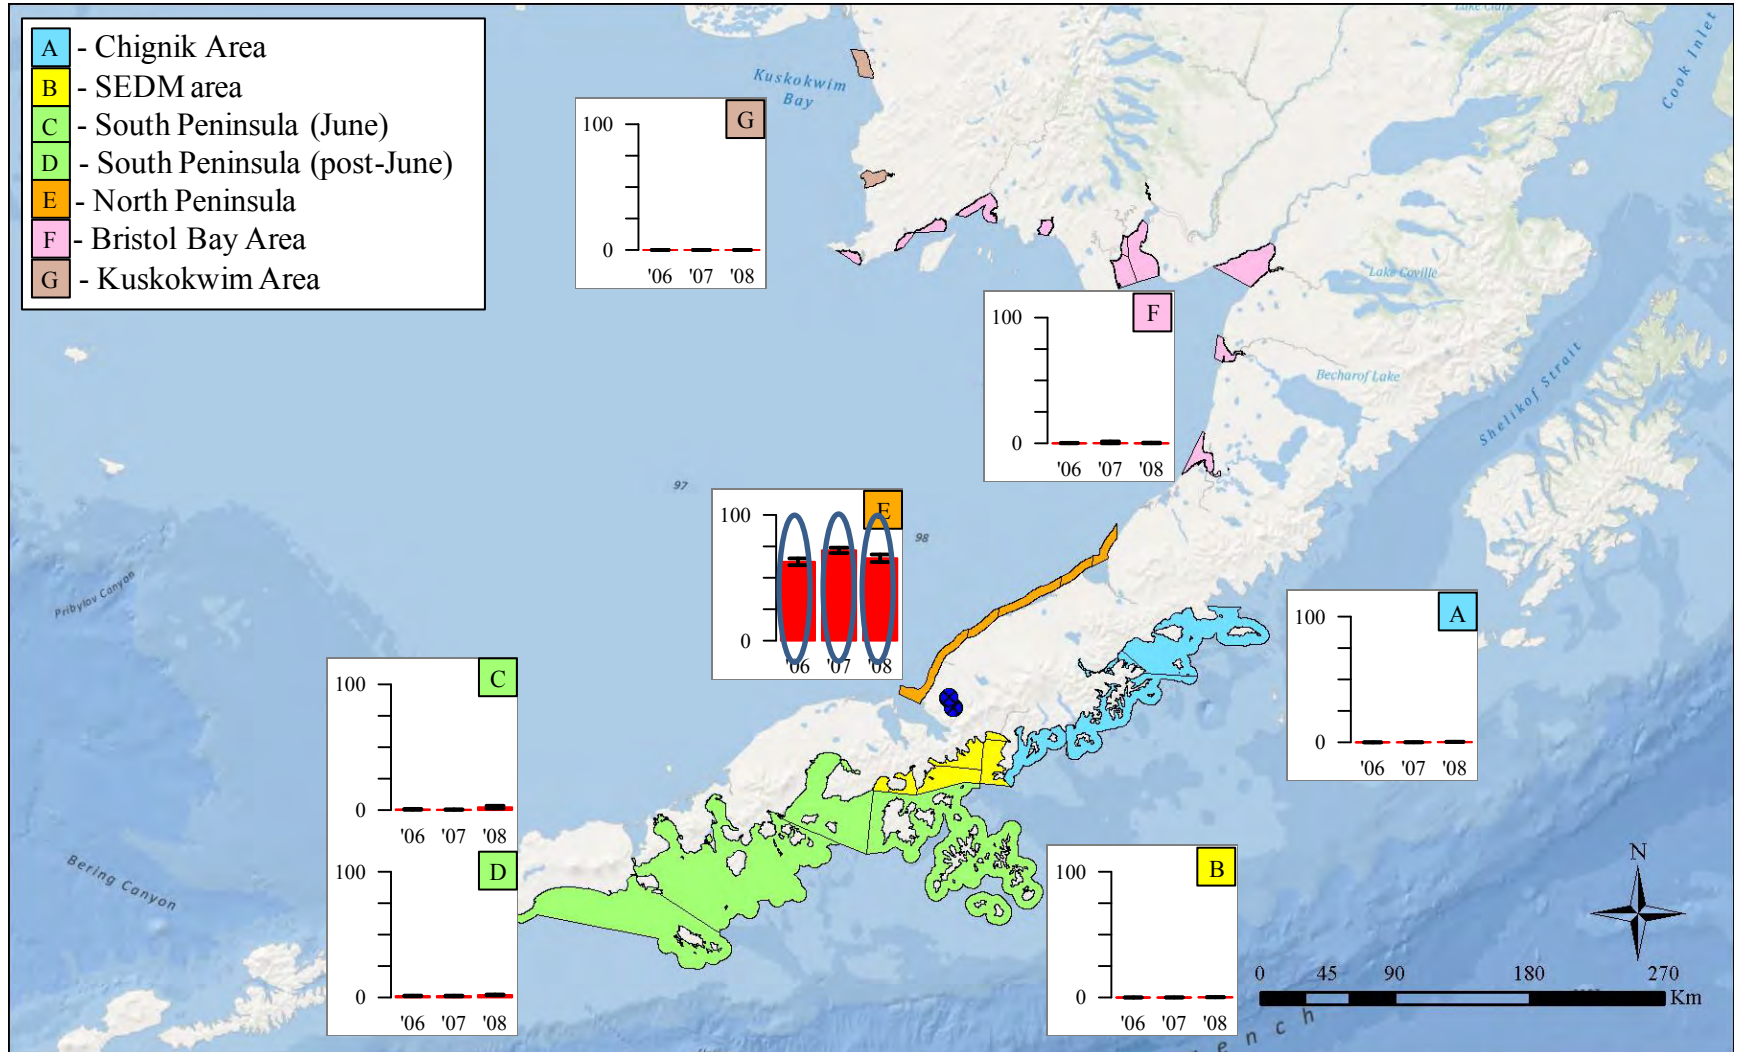 A - Chignik Area
B - SEDM area
C - South Peninsula (June)
D - South Peninsula (post-June)
E - North Peninsula
F - Bristol Bay Area
G - Kuskokwim Area
Lake Clark
Cook Inlet
Kuskokwim
Bay
G
100
0
'06 '07 '08
Lake Coville
F
100
0
'06 '07 '08
Becharof Lake
Shelikof Strait
97
98
E
100
0
'06 '07 '08
Pribylov Canyon
A
100
0
'06 '07 '08
C
100
0
'06 '07 '08
Bering Canyon
D
100
0
'06 '07 '08
B
100
0
'06 '07 '08
N
0 45 90 180 270
Km
e n c h